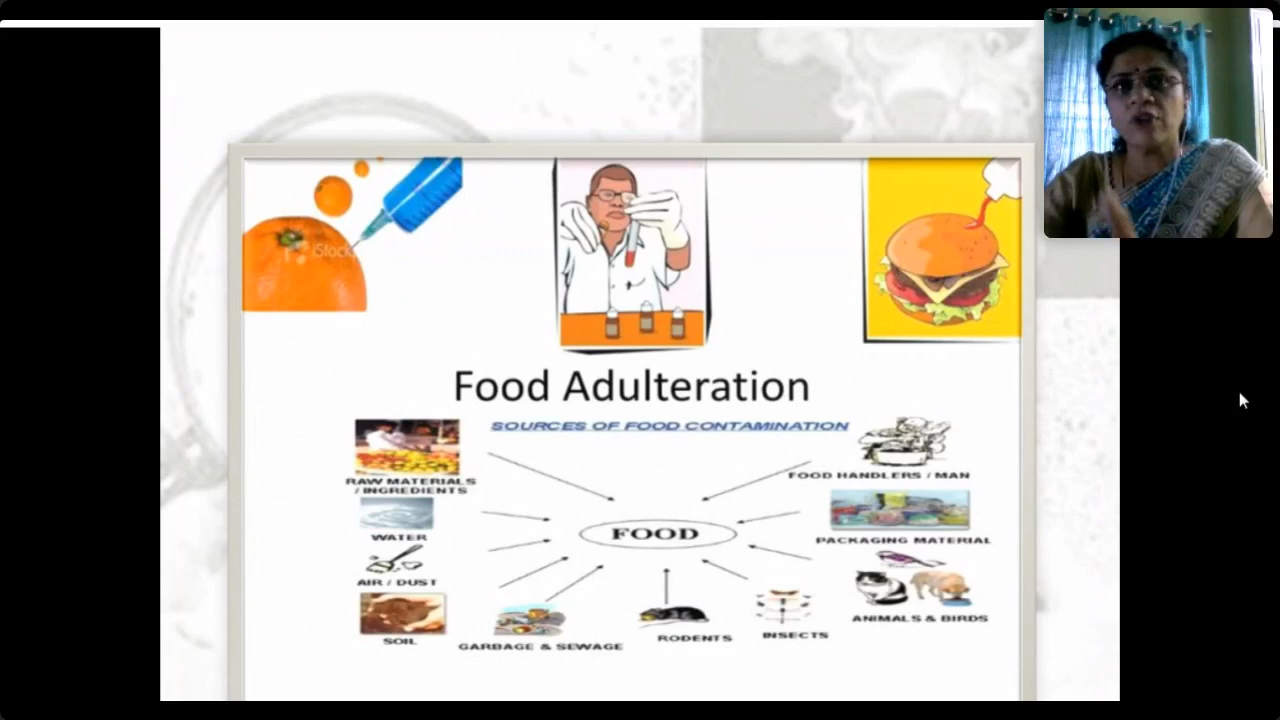 iStock
Food Adulteration
SOURCES OF FOOD CONTAMINATION
RAW MATERIALS
/ INGREDIENTS
FOOD HANDLERS / MAN
WATER
FOOD
PACKAGING MATERIAL
AIR / DUST
SOIL
GARBAGE & SEWAGE
RODENTS
INSECTS
ANIMALS & BIRDS